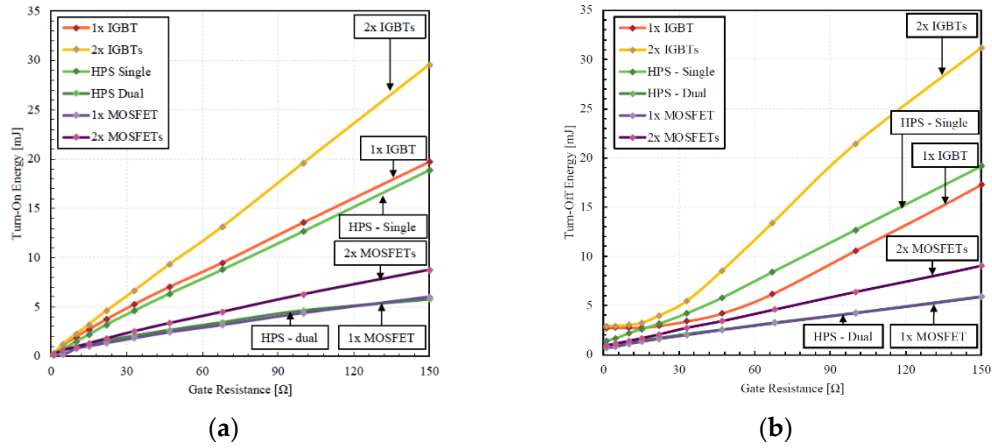 35
30
25
20
15
10
5
0
Turn-On Energy [mJ]
1x IGBT
2x IGBTs
HPS Single
HPS Dual
1x MOSFET
2x MOSFETs
2x IGBTs
1x IGBT
HPS - Single
2x MOSFETs
HPS - dual
1x MOSFET
0 30 60 90 120 150
Gate Resistance [Ω]
(a)
35
30
25
20
15
10
5
0
Turn-Off Energy [mJ]
1x IGBT
2x IGBTs
HPS - Single
HPS - Dual
1x MOSFET
2x MOSFETs
2x IGBTs
HPS - Single
1x IGBT
2x MOSFETs
HPS - Dual
1x MOSFET
0 30 60 90 120 150
Gate Resistance [Ω]
(b)